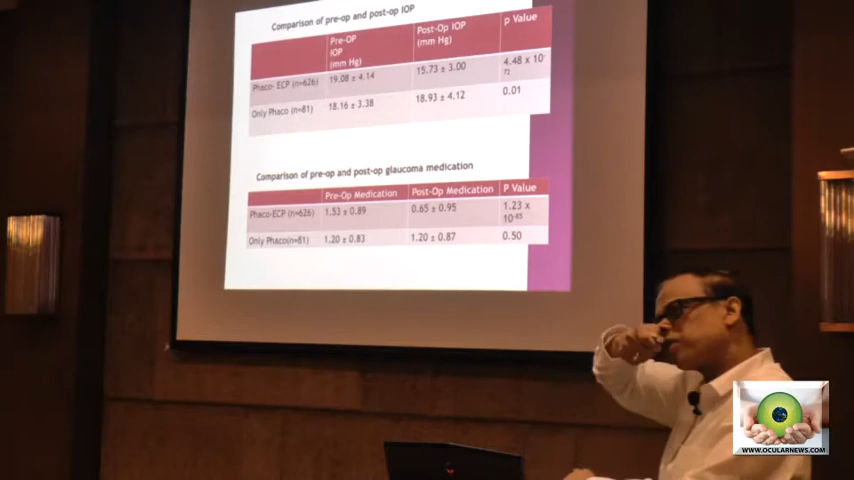 Comparison of pre-op and post-op IOP
Pre-OP IOP (mm Hg) Post-Op IOP (mm Hg) p Value
Phaco- ECP (n=626) 19.08 ± 4.14 15.73 ± 3.00 4.48 x 10-72
Only Phaco (n=81) 18.16 ± 3.38 18.93 ± 4.12 0.01
Comparison of pre-op and post-op glaucoma medication
Pre-Op Medication Post-Op Medication P Value
Phaco-ECP (n=626) 1.53 ± 0.89 0.65 ± 0.95 1.23 x 10-85
Only Phaco(n=81) 1.20 ± 0.83 1.20 ± 0.87 0.50
WWW.OCULARNEWS.COM